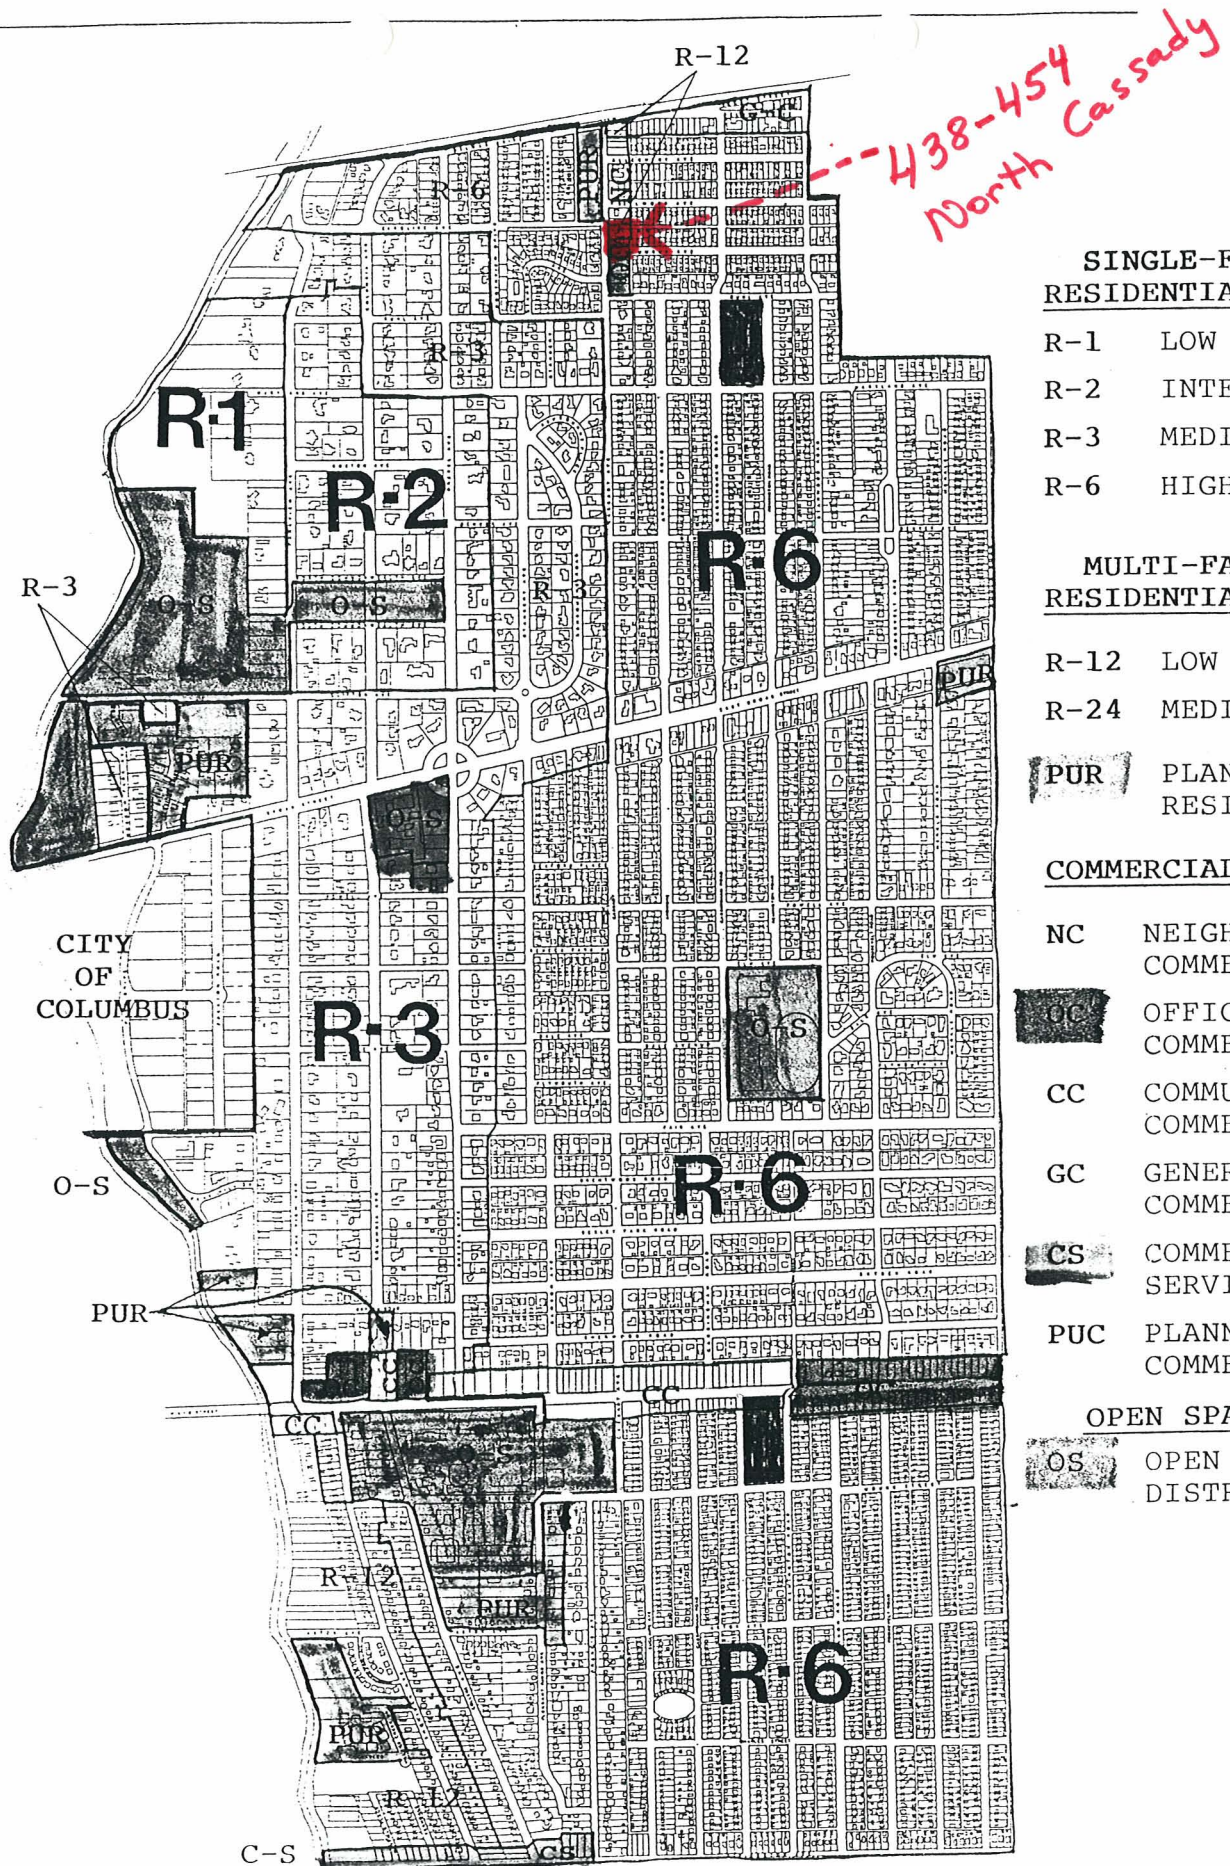 R-12
438-454
North Cassady
G-C
PUR
NC
R-6
R-3
R-1
R-2
R-6
R-3
O-S
O-S
R-3
PUR
PUR
O-S
CITY
OF
COLUMBUS
R-3
O-S
O-S
R-6
PUR
CC
CC
CC
O-S
R-12
PUR
R-6
PUR
R-12
C-S
CS
SINGLE-F
RESIDENTIA
R-1 LOW
R-2 INTE
R-3 MEDI
R-6 HIGH
MULTI-FA
RESIDENTIA
R-12 LOW
R-24 MEDI
PUR PLAN
RESI
COMMERCIAL
NC NEIGH
COMME
OC OFFIC
COMME
CC COMMU
COMME
GC GENER
COMME
CS COMME
SERVI
PUC PLANN
COMME
OPEN SPA
OS OPEN
DISTR